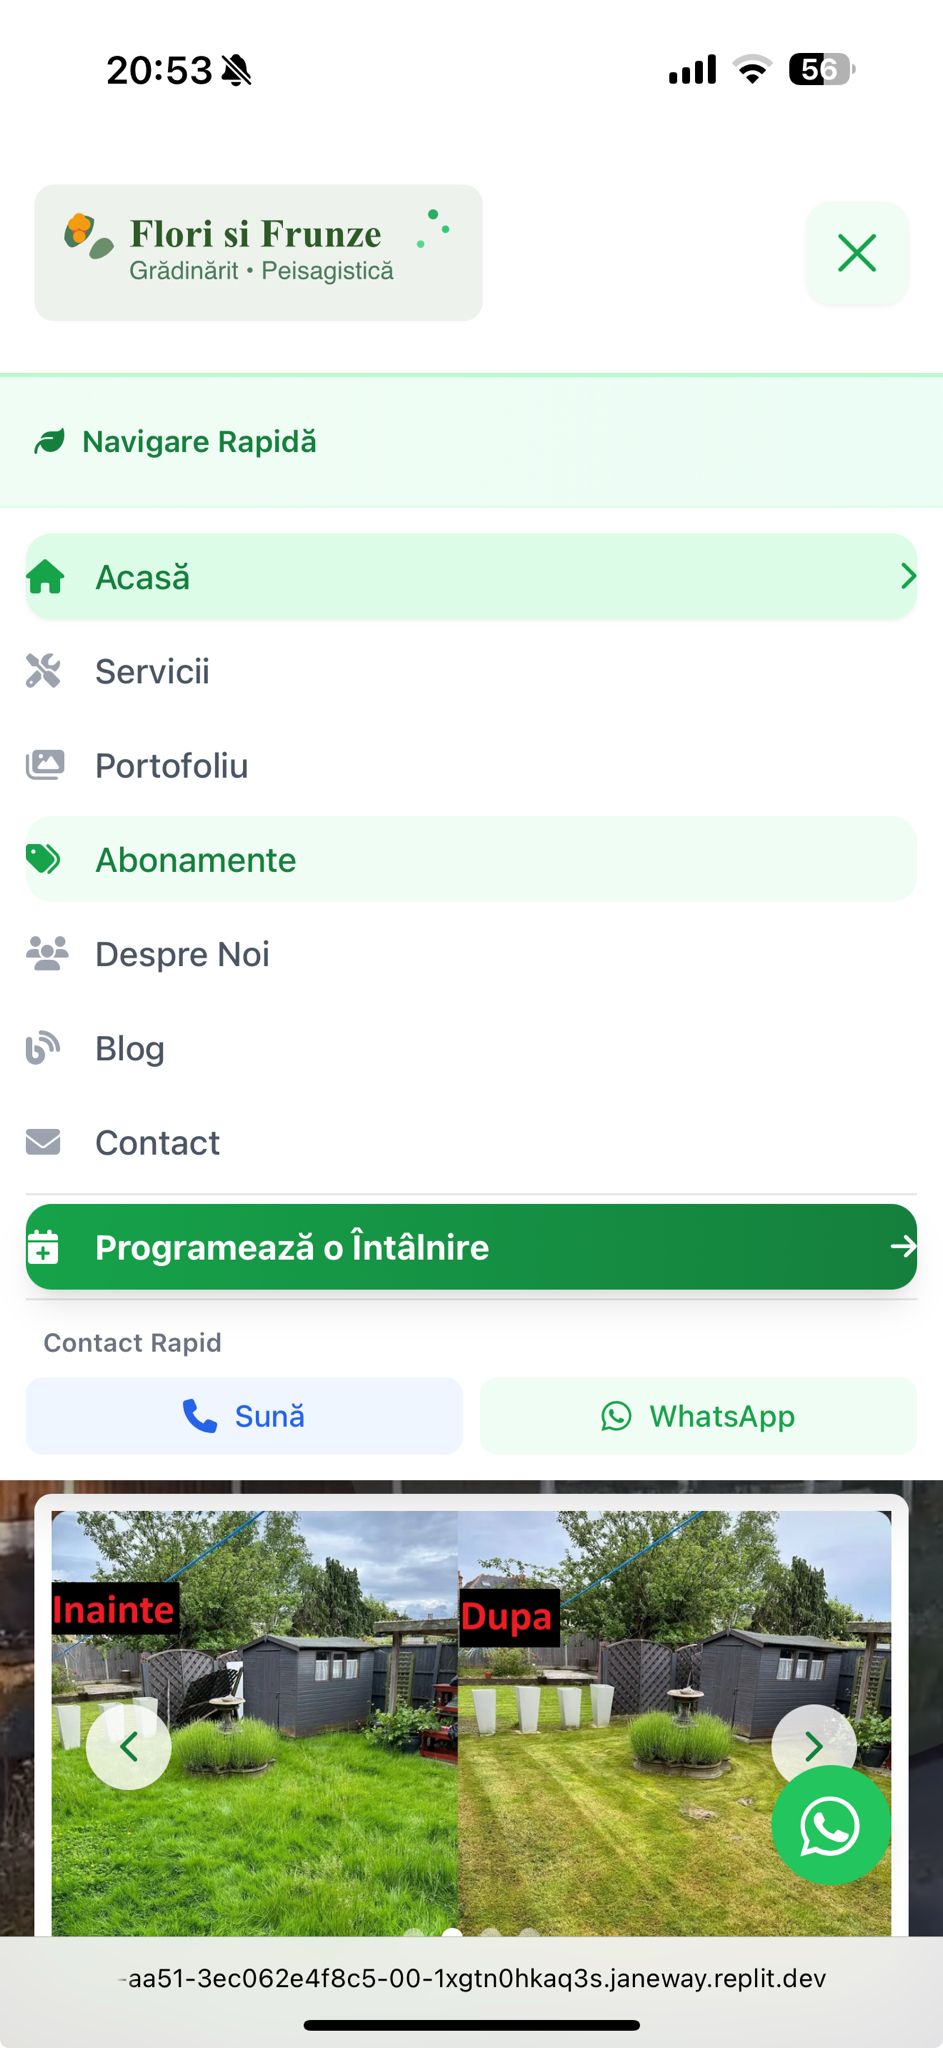 20:53
56
Flori si Frunze
Grădinărit • Peisagistică
Navigare Rapidă
Acasă
Servicii
Portofoliu
Abonamente
Despre Noi
Blog
Contact
Programează o Întâlnire
Contact Rapid
Sună
WhatsApp
Inainte
Dupa
-aa51-3ec062e4f8c5-00-1xgtn0hkaq3s.janeway.replit.dev